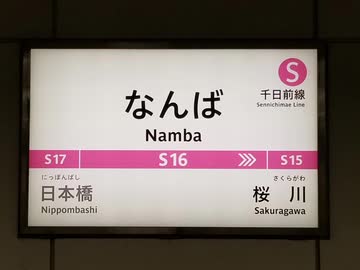 S
千日前線
Sennichimae Line
なんば
Namba
S17 S16 S15
にっぽんばし
日本橋
Nippombashi
さくらがわ
桜川
Sakuragawa